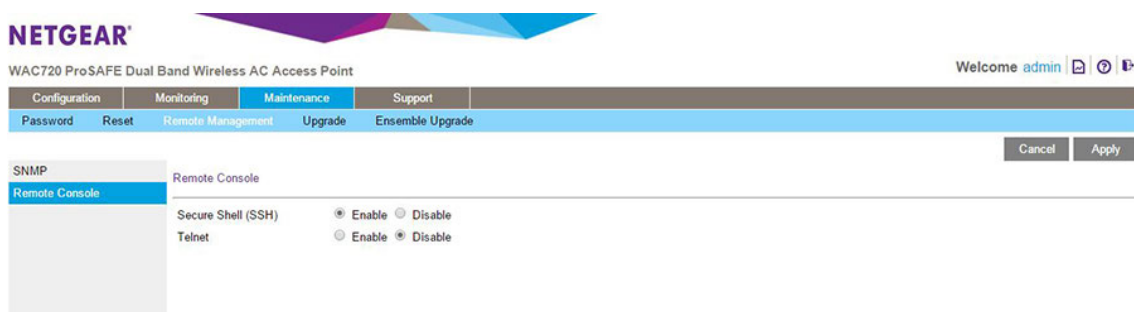 NETGEAR®
WAC720 ProSAFE Dual Band Wireless AC Access Point
Welcome admin
Configuration Monitoring Maintenance Support
Password Reset Remote Management Upgrade Ensemble Upgrade
Cancel Apply
SNMP
Remote Console
Remote Console
Secure Shell (SSH) Enable Disable
Telnet Enable Disable